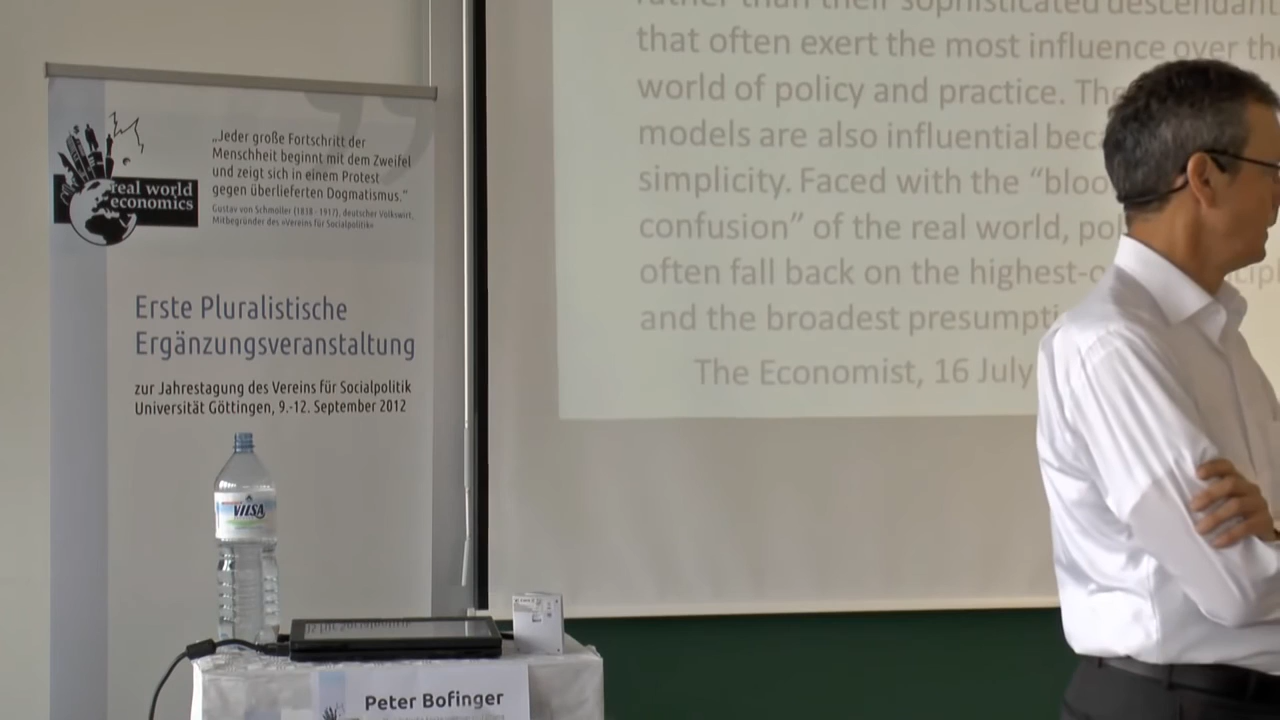 „Jeder große Fortschritt der
Menschheit beginnt mit dem Zweifel
und zeigt sich in einem Protest
gegen überlieferten Dogmatismus."
Gustav von Schmoller (1838 - 1917), deutscher Volkswirt,
Mitbegründer des »Vereins für Socialpolitik«
real world
economics
Erste Pluralistische
Ergänzungsveranstaltung
zur Jahrestagung des Vereins für Socialpolitik
Universität Göttingen, 9.-12. September 2012
VILSA
Peter Bofinger
rather than their sophisticated descendant
that often exert the most influence over the
world of policy and practice. The
models are also influential beca
simplicity. Faced with the “bloo
confusion” of the real world, pol
often fall back on the highest-o
and the broadest presumpti
The Economist, 16 July